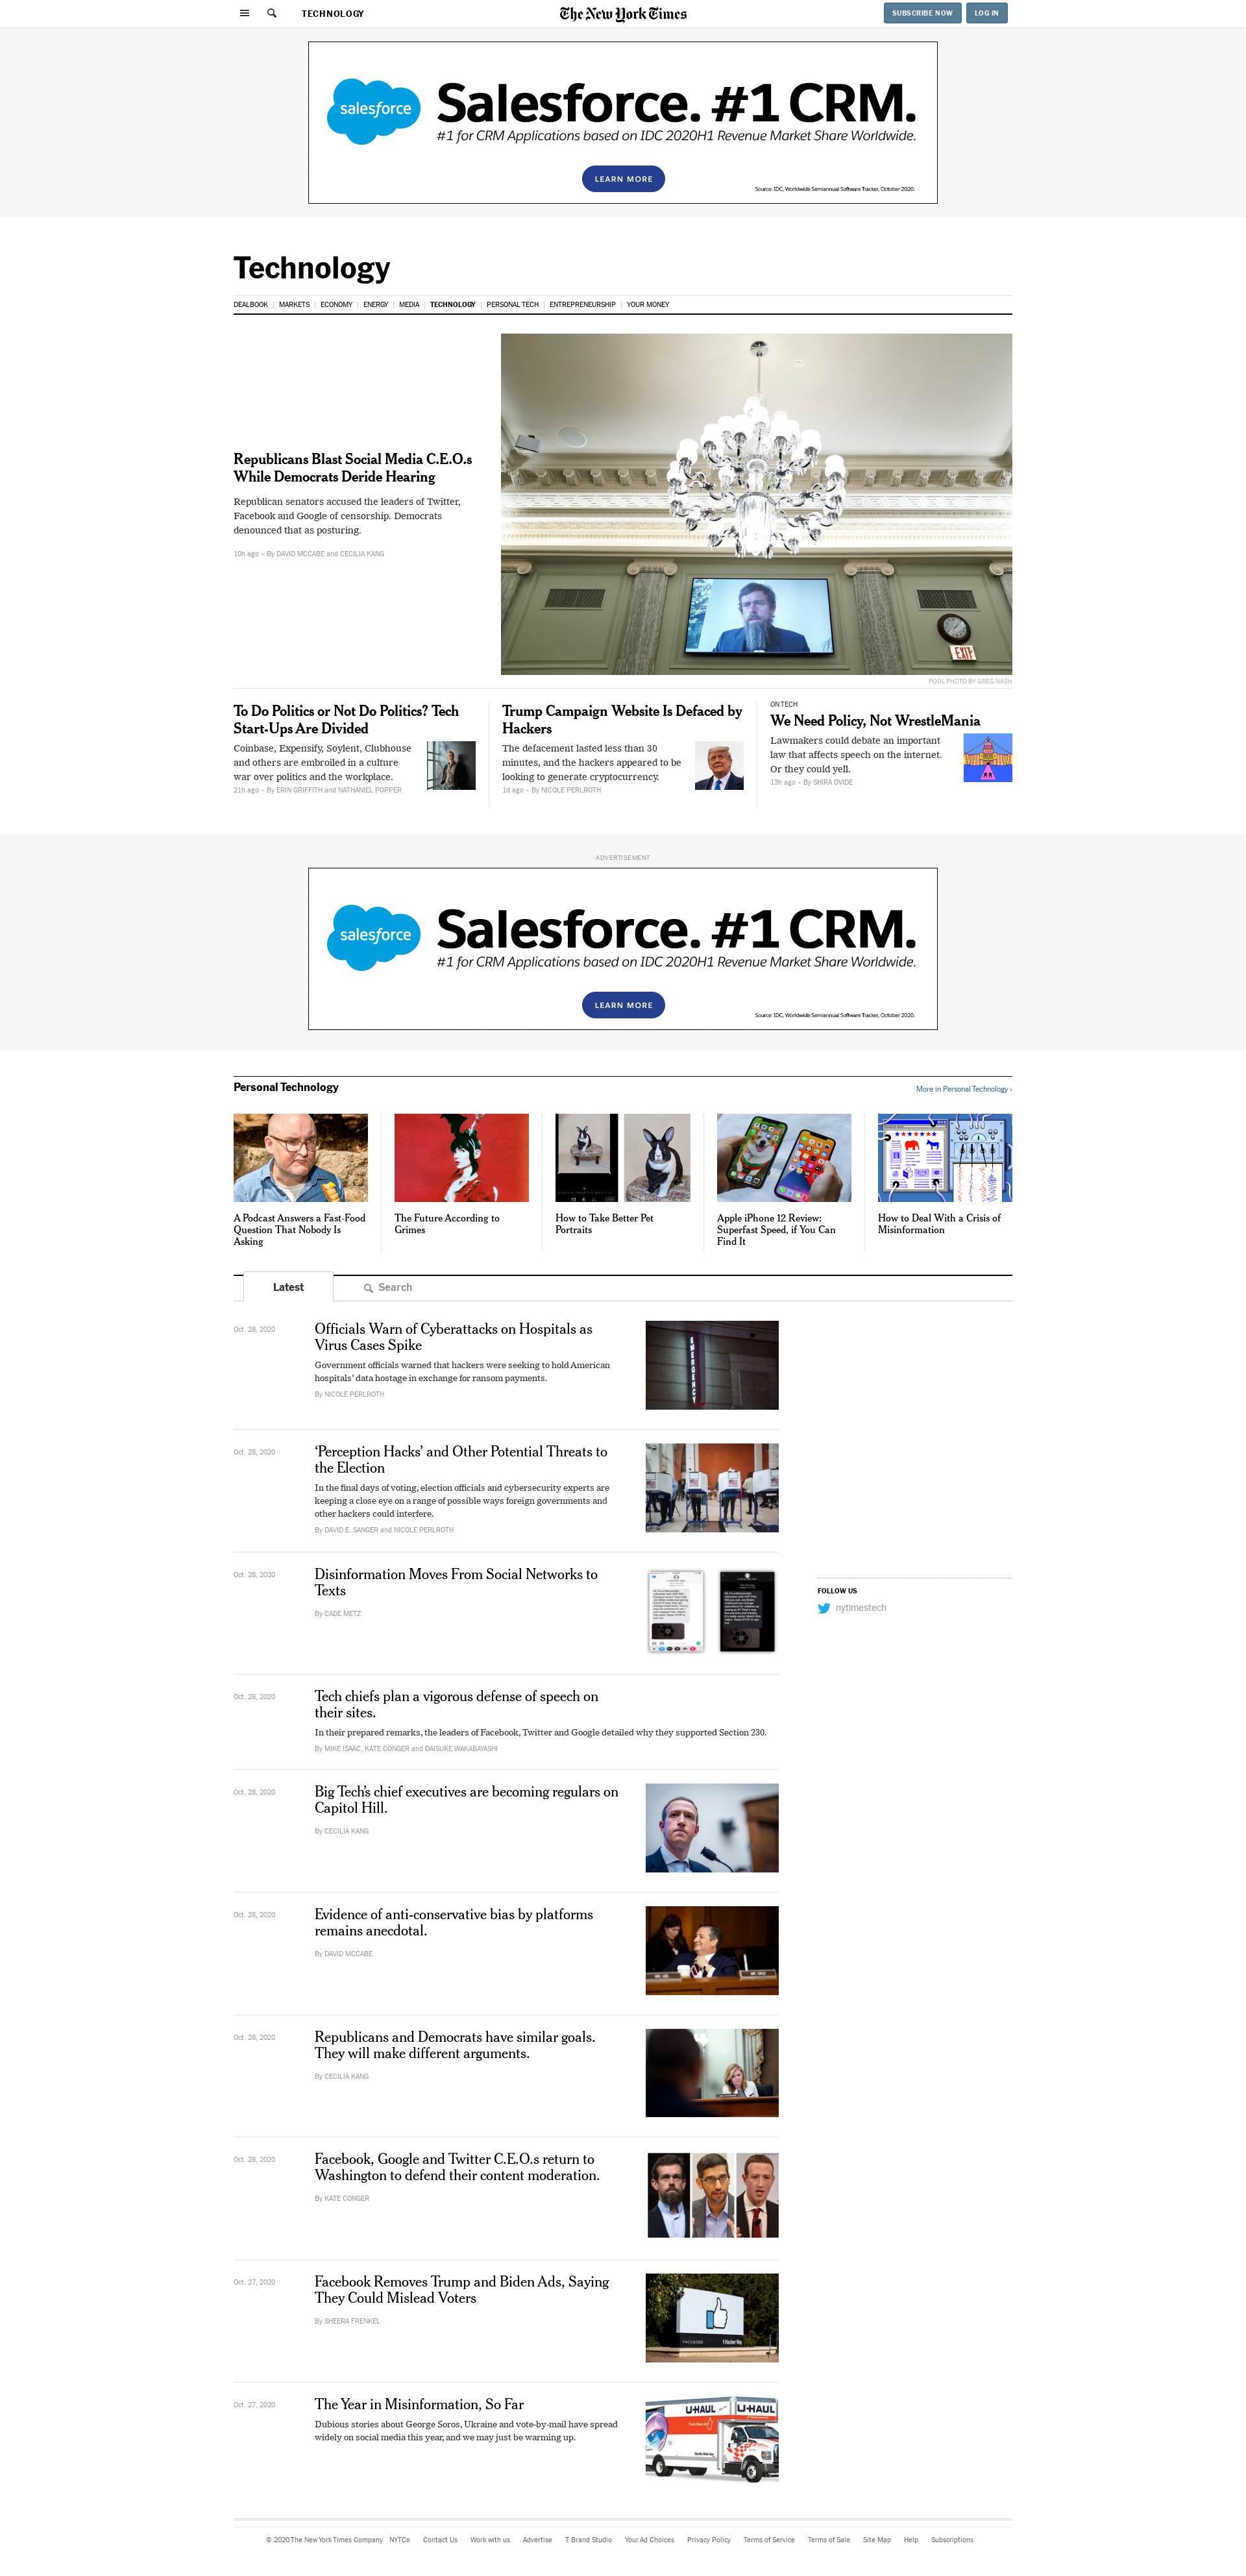 TECHNOLOGY
The New York Times
SUBSCRIBE NOW
LOG IN
salesforce
Salesforce. #1 CRM.
#1 for CRM Applications based on IDC 2020H1 Revenue Market Share Worldwide.
LEARN MORE
Source: IDC, Worldwide Semiannual Software Tracker, October 2020.
Technology
DEALBOOK | MARKETS | ECONOMY | ENERGY | MEDIA | TECHNOLOGY | PERSONAL TECH | ENTREPRENEURSHIP | YOUR MONEY
Republicans Blast Social Media C.E.O.s
While Democrats Deride Hearing
Republican senators accused the leaders of Twitter,
Facebook and Google of censorship. Democrats
denounced that as posturing.
10h ago • By DAVID MCCABE and CECILIA KANG
EXIT
POOL PHOTO BY GREG NASH
To Do Politics or Not Do Politics? Tech
Start-Ups Are Divided
Coinbase, Expensify, Soylent, Clubhouse
and others are embroiled in a culture
war over politics and the workplace.
21h ago • By ERIN GRIFFITH and NATHANIEL POPPER
Trump Campaign Website Is Defaced by
Hackers
The defacement lasted less than 30
minutes, and the hackers appeared to be
looking to generate cryptocurrency.
1d ago • By NICOLE PERLROTH
ON TECH
We Need Policy, Not WrestleMania
Lawmakers could debate an important
law that affects speech on the internet.
Or they could yell.
13h ago • By SHIRA OVIDE
ADVERTISEMENT
salesforce
Salesforce. #1 CRM.
#1 for CRM Applications based on IDC 2020H1 Revenue Market Share Worldwide.
LEARN MORE
Source: IDC, Worldwide Semiannual Software Tracker, October 2020.
Personal Technology
More in Personal Technology ›
A Podcast Answers a Fast-Food
Question That Nobody Is
Asking
The Future According to
Grimes
How to Take Better Pet
Portraits
Apple iPhone 12 Review:
Superfast Speed, if You Can
Find It
How to Deal With a Crisis of
Misinformation
Latest
Search
Oct. 28, 2020
Officials Warn of Cyberattacks on Hospitals as
Virus Cases Spike
Government officials warned that hackers were seeking to hold American
hospitals’ data hostage in exchange for ransom payments.
By NICOLE PERLROTH
EMERGENCY
Oct. 28, 2020
‘Perception Hacks’ and Other Potential Threats to
the Election
In the final days of voting, election officials and cybersecurity experts are
keeping a close eye on a range of possible ways foreign governments and
other hackers could interfere.
By DAVID E. SANGER and NICOLE PERLROTH
Oct. 28, 2020
Disinformation Moves From Social Networks to
Texts
By CADE METZ
FOLLOW US
nytimestech
Oct. 28, 2020
Tech chiefs plan a vigorous defense of speech on
their sites.
In their prepared remarks, the leaders of Facebook, Twitter and Google detailed why they supported Section 230.
By MIKE ISAAC, KATE CONGER and DAISUKE WAKABAYASHI
Oct. 28, 2020
Big Tech’s chief executives are becoming regulars on
Capitol Hill.
By CECILIA KANG
Oct. 28, 2020
Evidence of anti-conservative bias by platforms
remains anecdotal.
By DAVID MCCABE
Oct. 28, 2020
Republicans and Democrats have similar goals.
They will make different arguments.
By CECILIA KANG
Oct. 28, 2020
Facebook, Google and Twitter C.E.O.s return to
Washington to defend their content moderation.
By KATE CONGER
Oct. 27, 2020
Facebook Removes Trump and Biden Ads, Saying
They Could Mislead Voters
By SHEERA FRENKEL
FACEBOOK 1 Hacker Way
Oct. 27, 2020
The Year in Misinformation, So Far
Dubious stories about George Soros, Ukraine and vote-by-mail have spread
widely on social media this year, and we may just be warming up.
U-HAUL U-HAUL
© 2020 The New York Times Company NYTCo Contact Us Work with us Advertise T Brand Studio Your Ad Choices Privacy Policy Terms of Service Terms of Sale Site Map Help Subscriptions